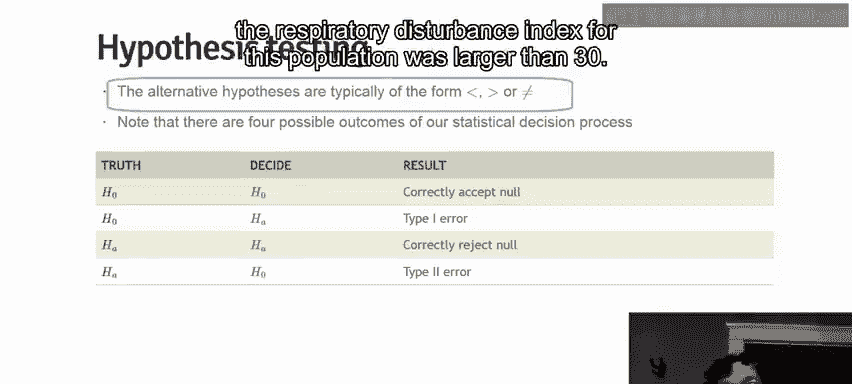 the respiratory disturbance index for
this population was larger than 30.
Hypothesis testing
· The alternative hypotheses are typically of the form <, > or ≠
· Note that there are four possible outcomes of our statistical decision process
TRUTH DECIDE RESULT
H₀ H₀ Correctly accept null
H₀ Hₐ Type I error
Hₐ Hₐ Correctly reject null
Hₐ H₀ Type II error